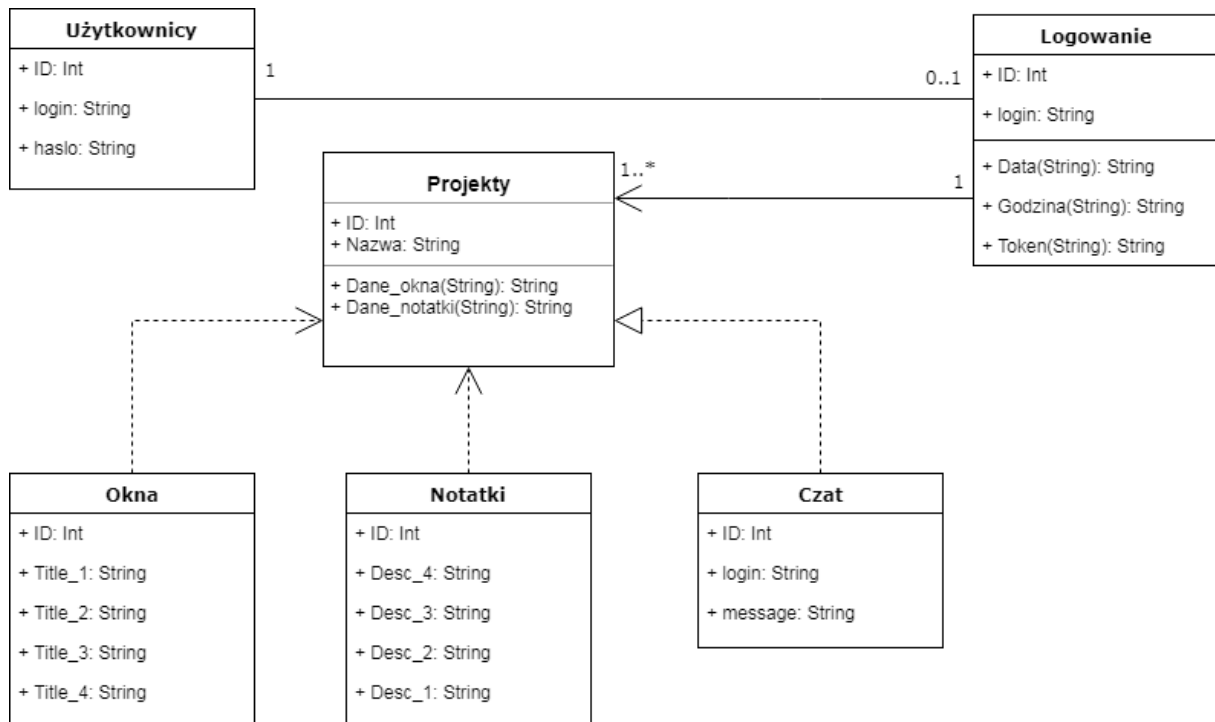 Użytkownicy
+ ID: Int
+ login: String
+ haslo: String
1
0..1
Logowanie
+ ID: Int
+ login: String
+ Data(String): String
+ Godzina(String): String
+ Token(String): String
1..*
1
Projekty
+ ID: Int
+ Nazwa: String
+ Dane_okna(String): String
+ Dane_notatki(String): String
Okna
+ ID: Int
+ Title_1: String
+ Title_2: String
+ Title_3: String
+ Title_4: String
Notatki
+ ID: Int
+ Desc_4: String
+ Desc_3: String
+ Desc_2: String
+ Desc_1: String
Czat
+ ID: Int
+ login: String
+ message: String